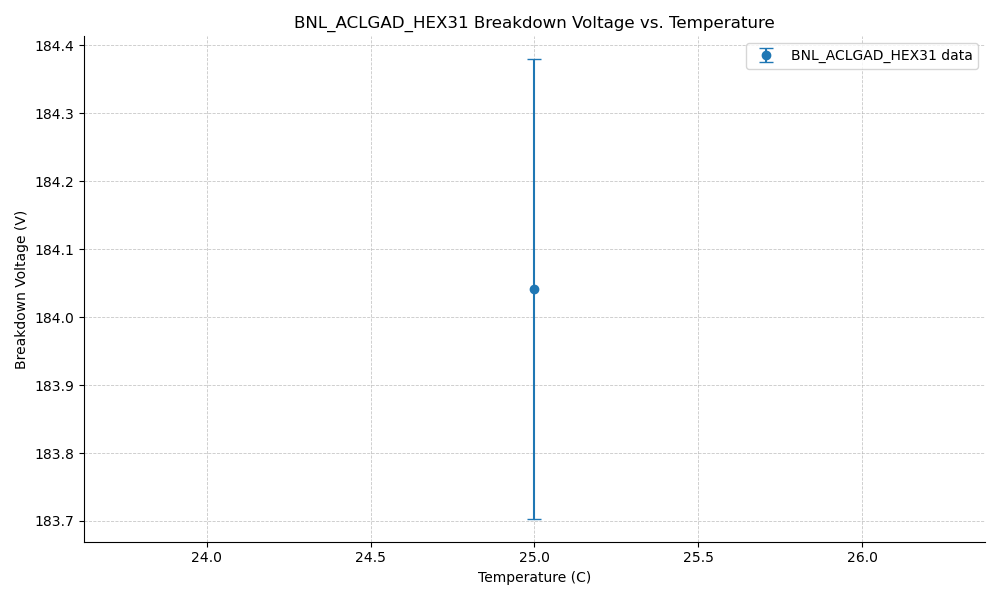 BNL_ACLGAD_HEX31 Breakdown Voltage vs. Temperature
BNL_ACLGAD_HEX31 data
Breakdown Voltage (V)
184.4
184.3
184.2
184.1
184.0
183.9
183.8
183.7
24.0 24.5 25.0 25.5 26.0
Temperature (C)